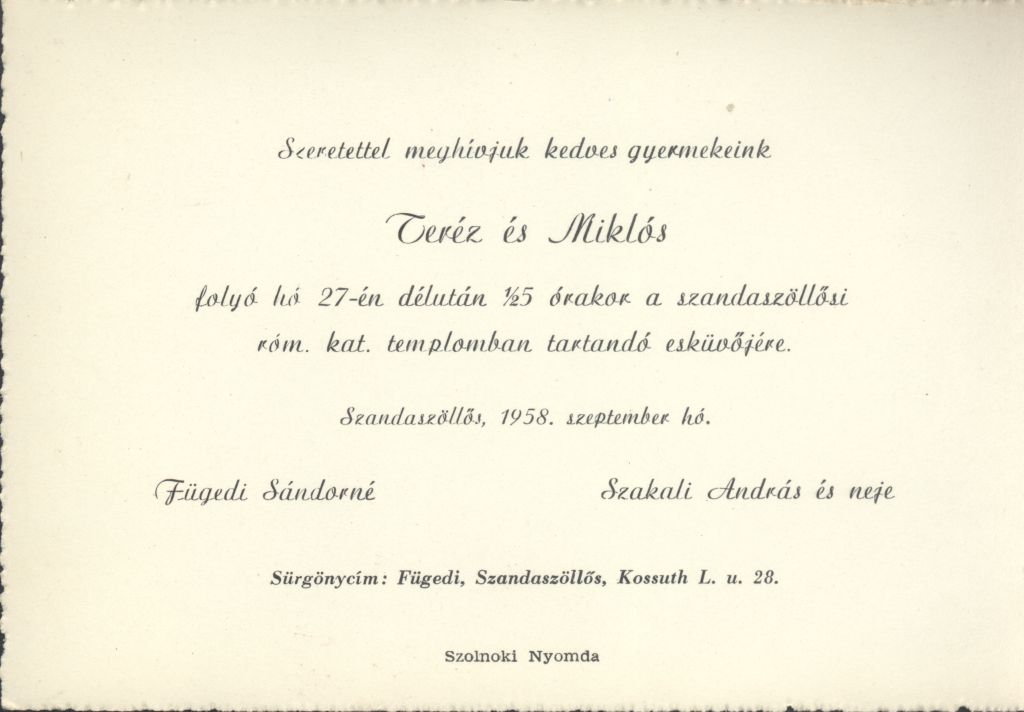 Szeretettel meghívjuk kedves gyermekeink
Teréz és Miklós
folyó hó 27-én délután ½5 órakor a szandaszöllősi
róm. kat. templomban tartandó esküvőjére.
Szandaszöllős, 1958. szeptember hó.
Fügedi Sándorné
Szakali András és neje
Sürgönycím: Fügedi, Szandaszöllős, Kossuth L. u. 28.
Szolnoki Nyomda